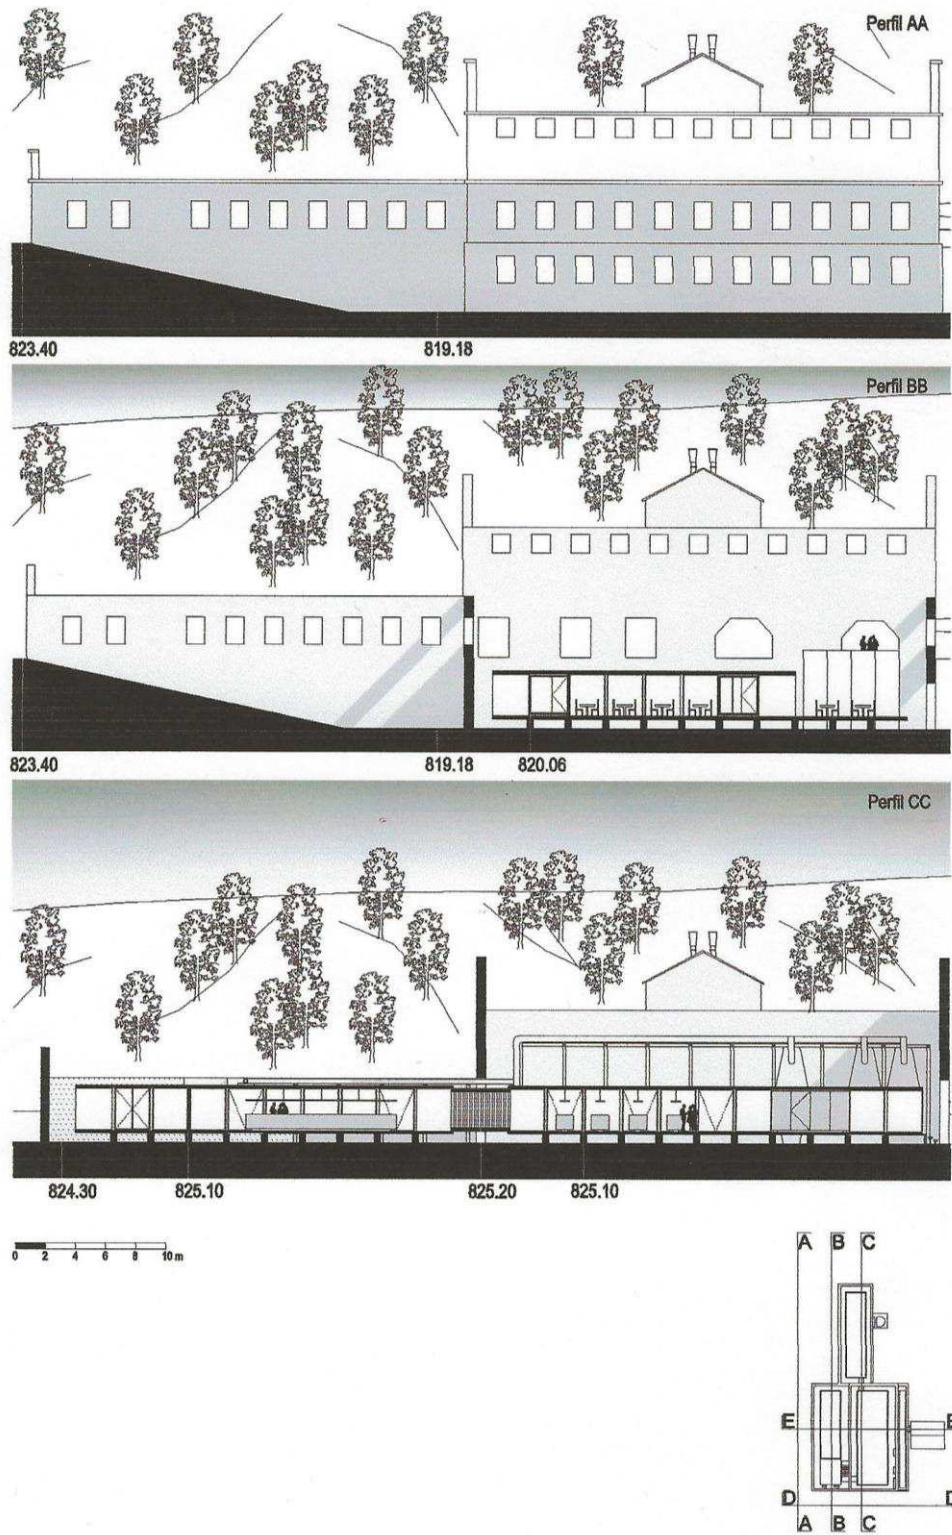 Perfil AA
823.40 819.18
Perfil BB
823.40 819.18 820.06
Perfil CC
824.30 825.10 825.20 825.10
0 2 4 6 8 10 m
A B C
E E
D D
A B C